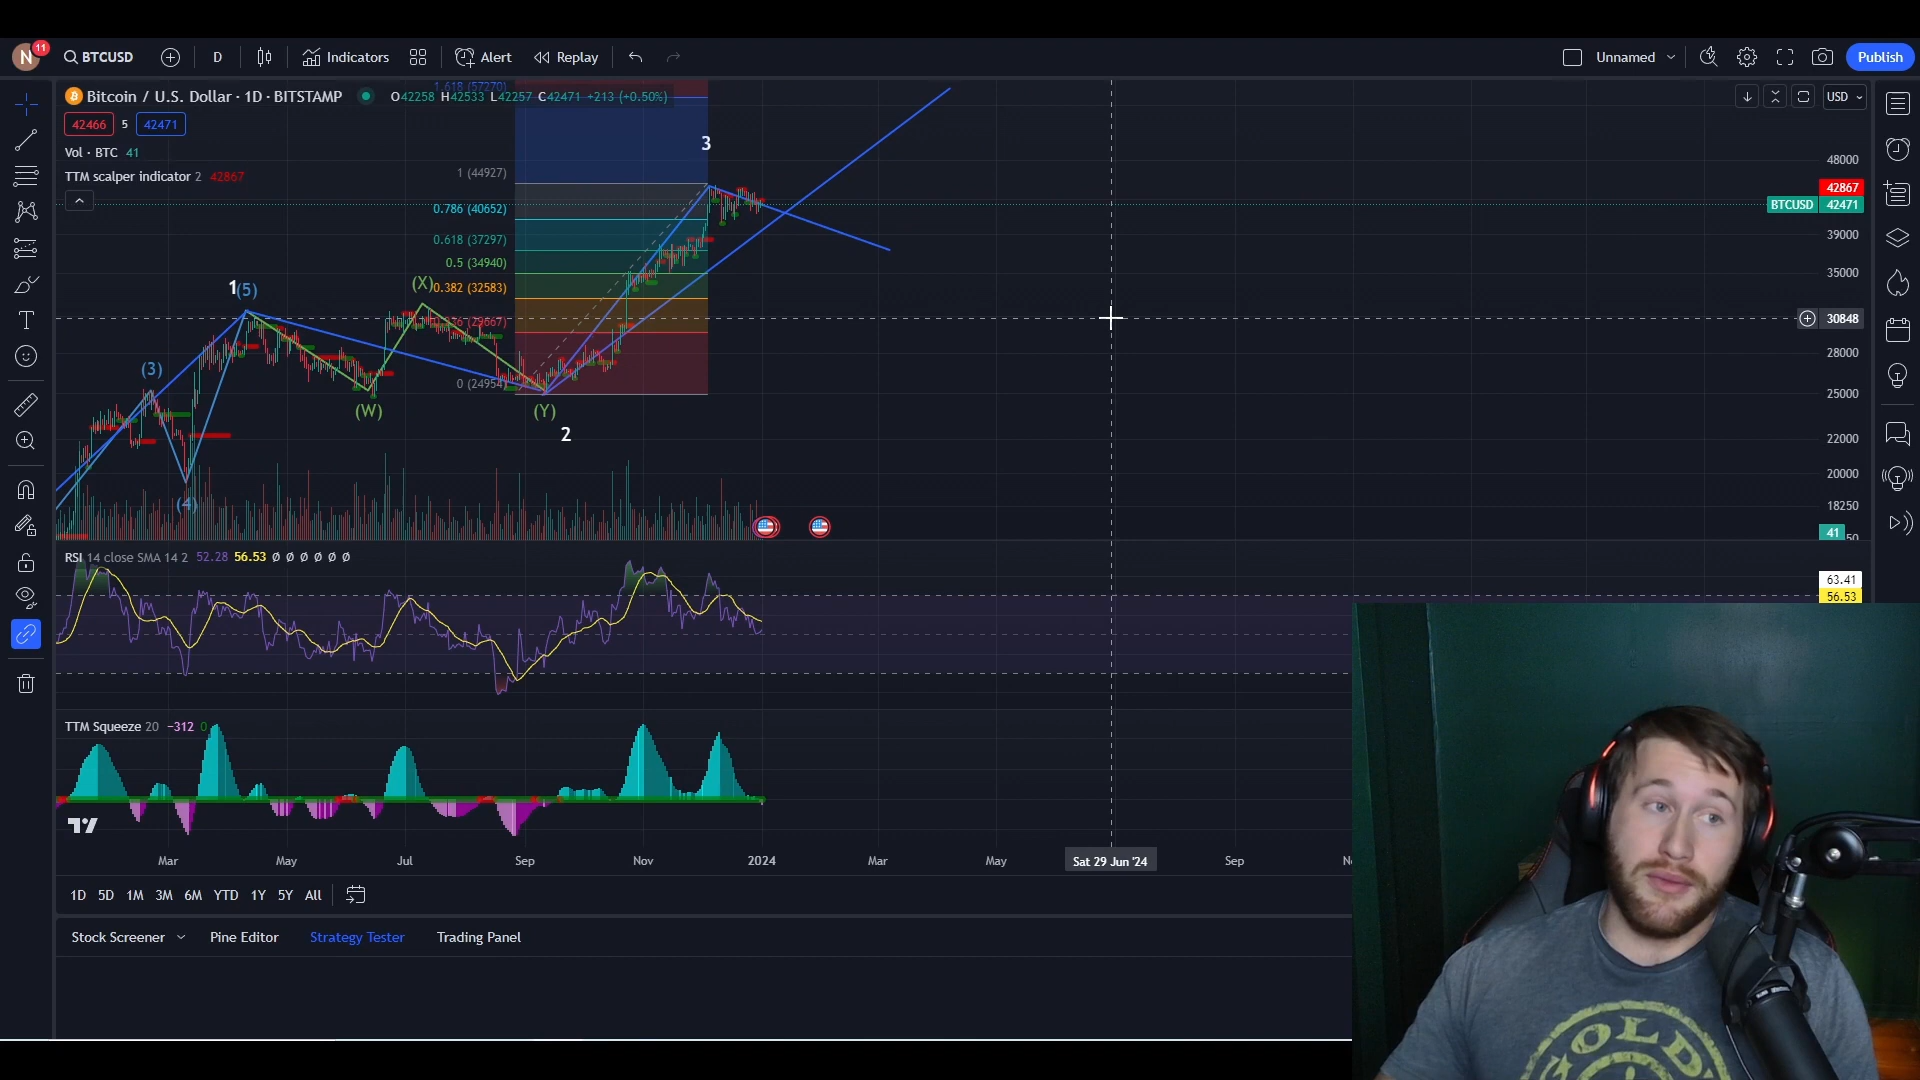 N 11 BTCUSD D Indicators Alert Replay Unnamed Publish
1.618 (57270)
Bitcoin / U.S. Dollar · 1D · BITSTAMP O42258 H42533 L42257 C42471 +213 (+0.50%) USD
42466 5 42471
Vol · BTC 41
TTM scalper indicator 2 42867
3
1 (44927)
0.786 (40652)
0.618 (37297)
0.5 (34940)
0.382 (32583)
0 (24954)
1 (5)
(3)
(4)
(X)
(W)
(Y)
2
48000
42867
BTCUSD 42471
39000
35000
30848
28000
25000
22000
20000
18250
41
RSI 14 close SMA 14 2 52.28 56.53 Ø Ø Ø Ø Ø Ø
63.41
56.53
TTM Squeeze 20 −312 0
Mar May Jul Sep Nov 2024 Mar May Sat 29 Jun '24 Sep
1D 5D 1M 3M 6M YTD 1Y 5Y All
Stock Screener Pine Editor Strategy Tester Trading Panel
GOLD